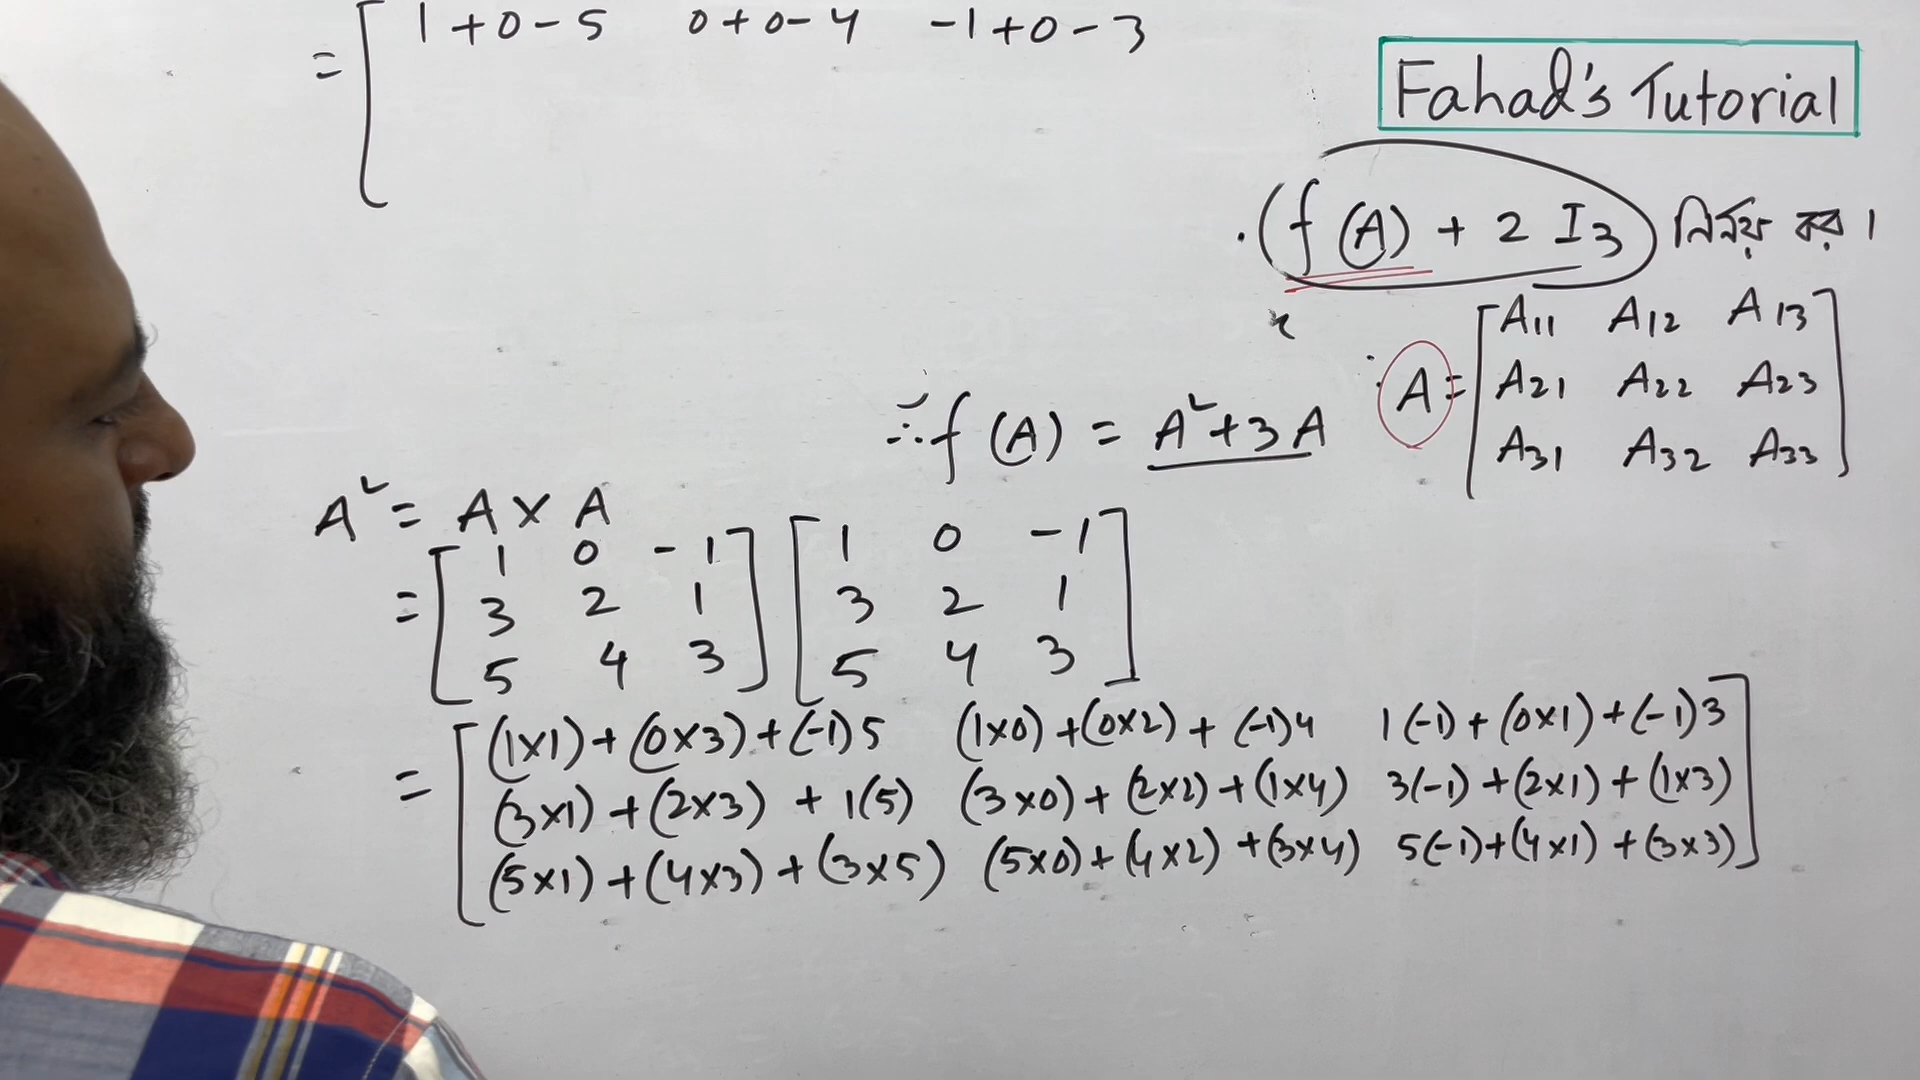 = [ 1 + 0 - 5   0 + 0 - 4   -1 + 0 - 3
Fahad's Tutorial
(f (A) + 2 I3) নির্ণয় কর।
A = [ A11 A12 A13
A21 A22 A23
A31 A32 A33 ]
∴ f (A) = A² + 3 A
A² = A × A
= [ 1 0 -1 ] [ 1 0 -1 ]
3 2 1   3 2 1
5 4 3   5 4 3
= [ (1×1) + (0×3) + (-1)5   (1×0) + (0×2) + (-1)4   1(-1) + (0×1) + (-1)3
(3×1) + (2×3) + 1(5)   (3×0) + (2×2) + (1×4)   3(-1) + (2×1) + (1×3)
(5×1) + (4×3) + (3×5)   (5×0) + (4×2) + (3×4)   5(-1) + (4×1) + (3×3) ]